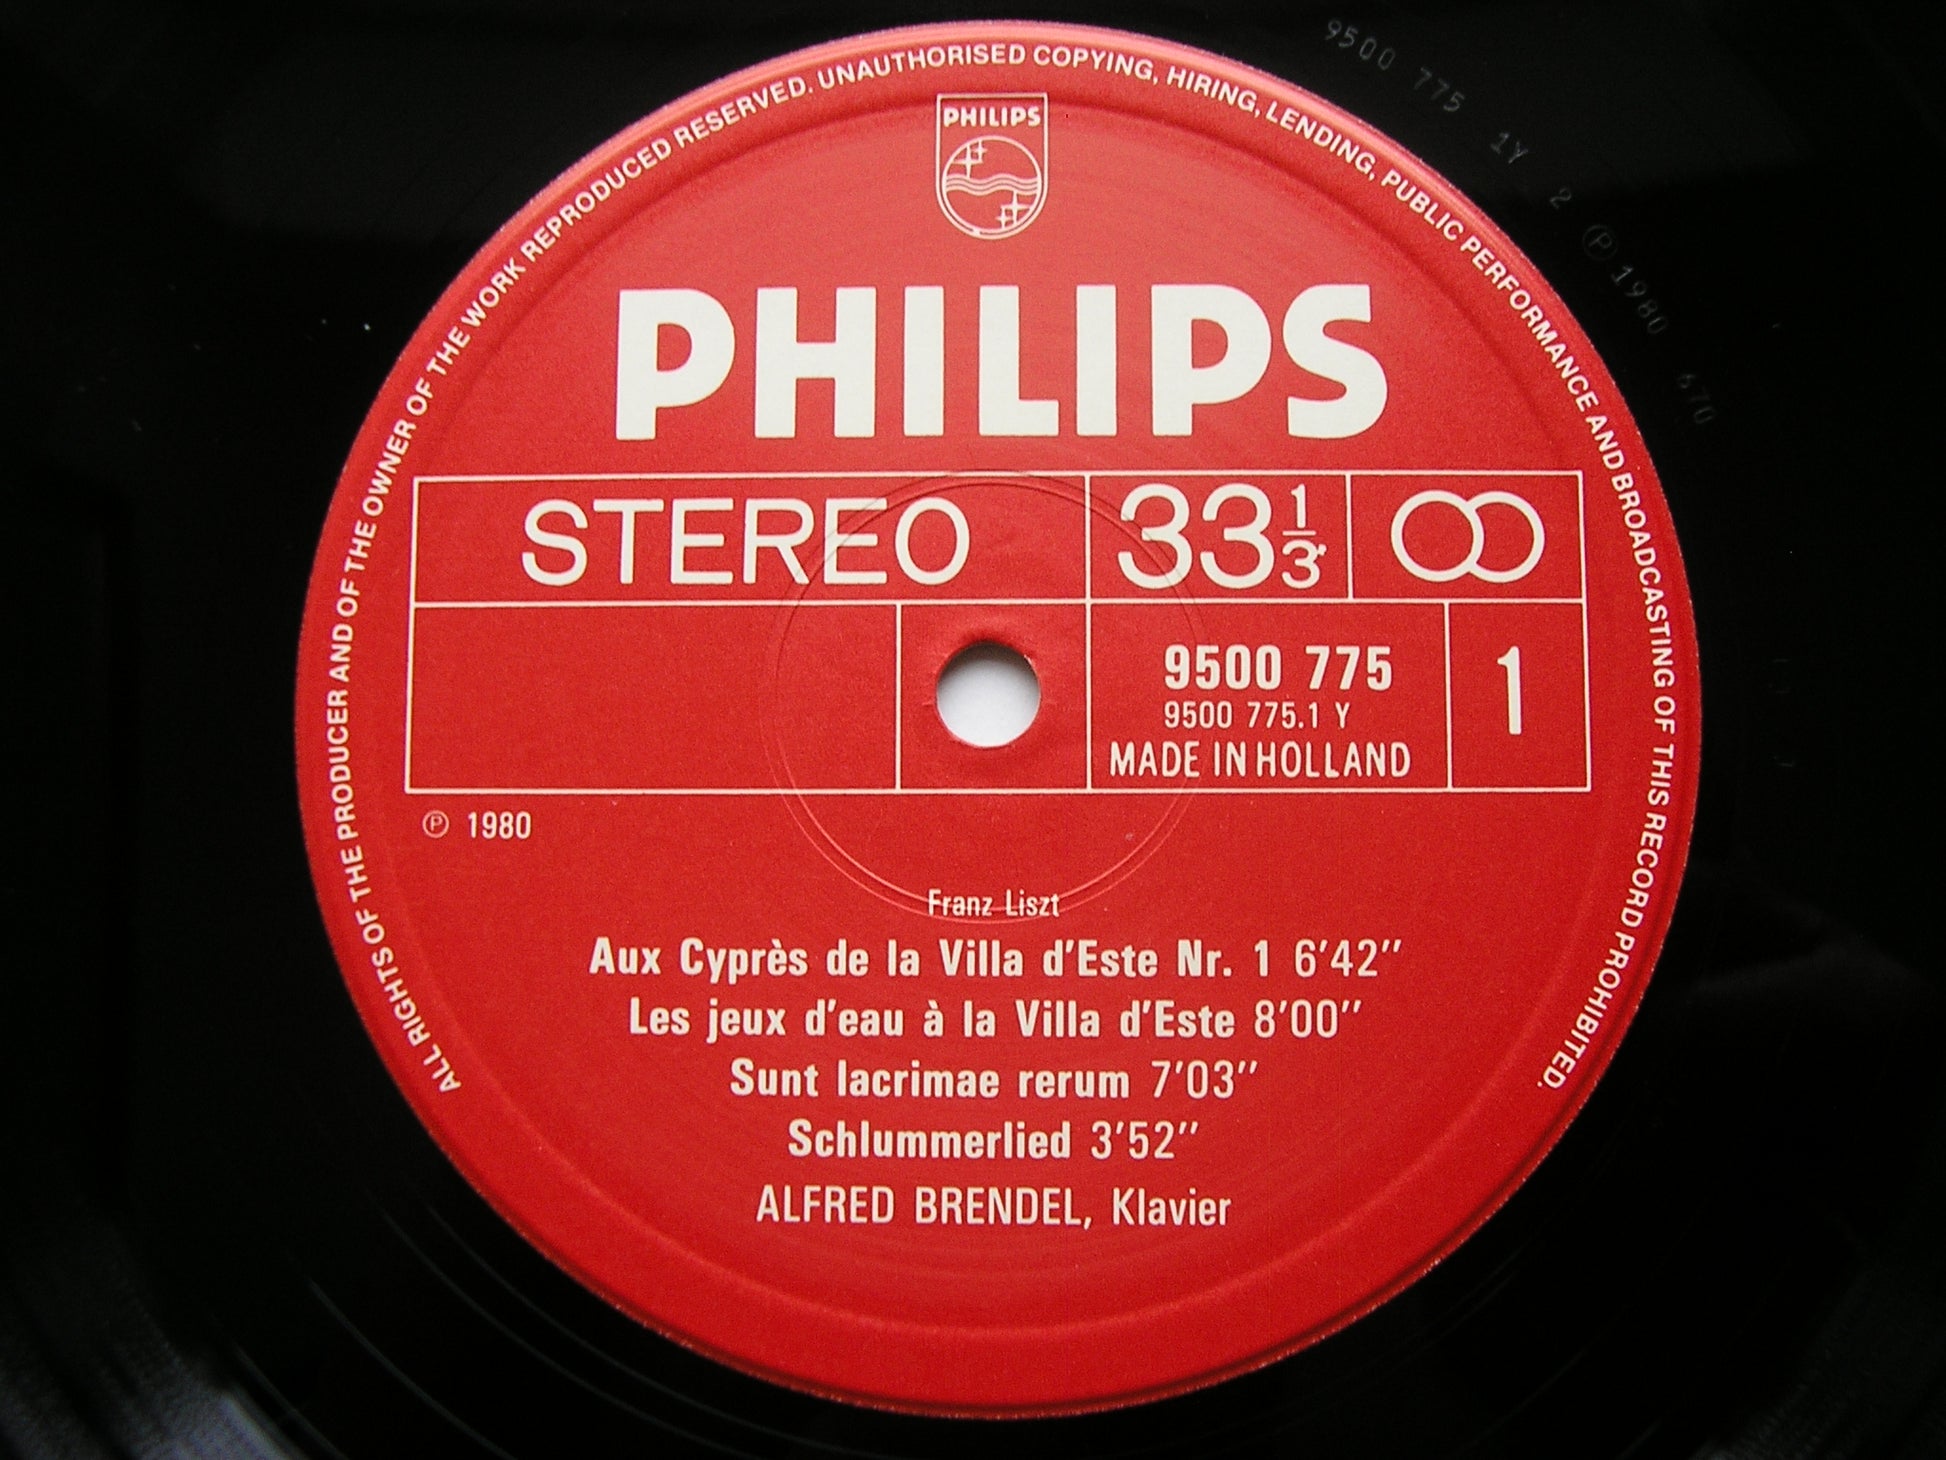 ALL RIGHTS OF THE PRODUCER AND OF THE OWNER OF THE WORK REPRODUCED RESERVED. UNAUTHORISED COPYING, HIRING, LENDING, PUBLIC PERFORMANCE AND BROADCASTING OF THIS RECORD PROHIBITED.
9500 775 1Y 2 ℗ 1980 670
PHILIPS
PHILIPS
STEREO 33 1/3
9500 775 1
9500 775.1 Y
MADE IN HOLLAND
℗ 1980
Franz Liszt
Aux Cyprès de la Villa d'Este Nr. 1 6'42''
Les jeux d'eau à la Villa d'Este 8'00''
Sunt lacrimae rerum 7'03''
Schlummerlied 3'52''
ALFRED BRENDEL, Klavier